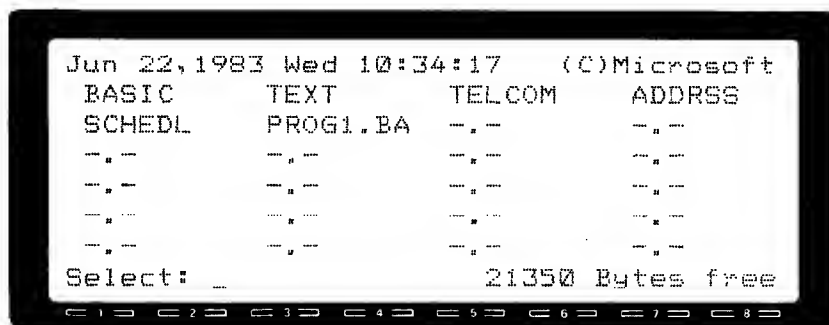 Jun 22,1983 Wed 10:34:17 (C)Microsoft
BASIC TEXT TELCOM ADDRSS
SCHEDL PROG1.BA -.- -.-
-.- -.- -.- -.-
-.- -.- -.- -.-
-.- -.- -.- -.-
-.- -.- -.- -.-
Select: _ 21350 Bytes free
1 2 3 4 5 6 7 8